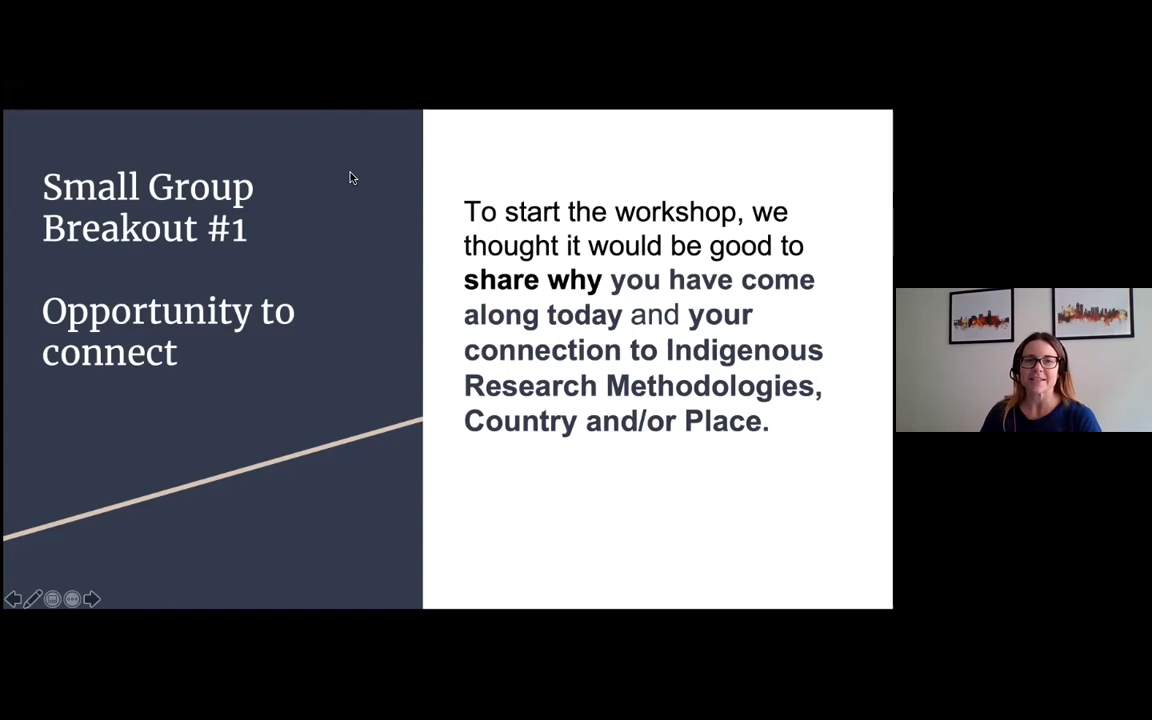 Small Group
Breakout #1
Opportunity to
connect
To start the workshop, we
thought it would be good to
share why you have come
along today and your
connection to Indigenous
Research Methodologies,
Country and/or Place.